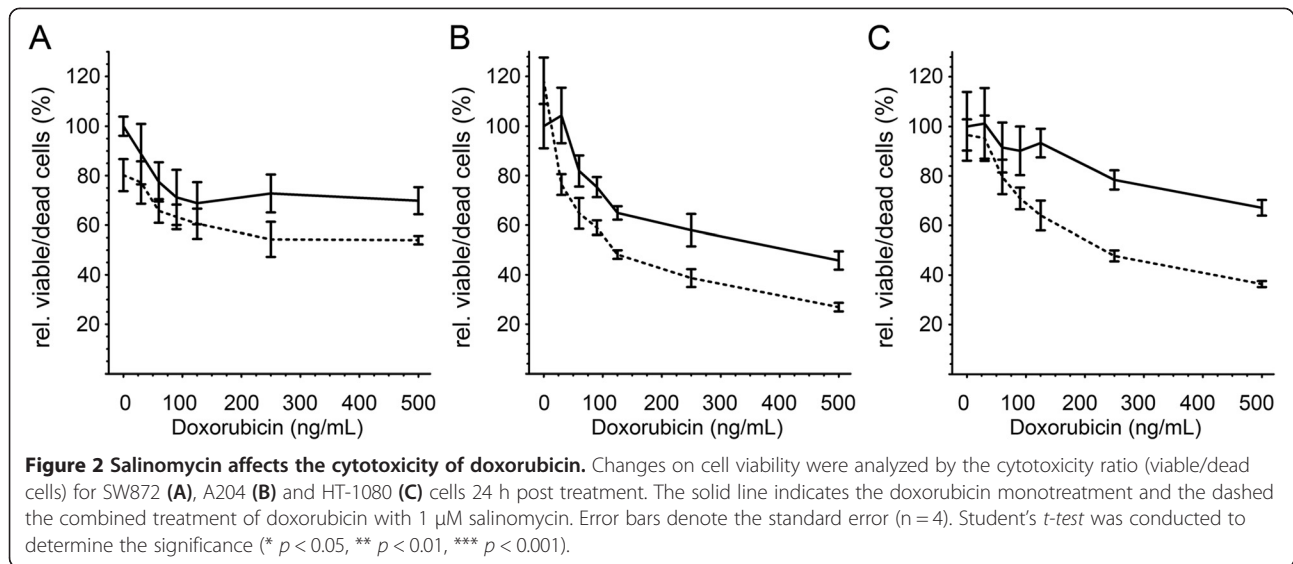 A
B
C
rel. viable/dead cells (%)
120
100
80
60
40
20
0 100 200 300 400 500
Doxorubicin (ng/mL)
rel. viable/dead cells (%)
120
100
80
60
40
20
0 100 200 300 400 500
Doxorubicin (ng/mL)
rel. viable/dead cells (%)
120
100
80
60
40
20
0 100 200 300 400 500
Doxorubicin (ng/mL)
Figure 2 Salinomycin affects the cytotoxicity of doxorubicin. Changes on cell viability were analyzed by the cytotoxicity ratio (viable/dead
cells) for SW872 (A), A204 (B) and HT-1080 (C) cells 24 h post treatment. The solid line indicates the doxorubicin monotreatment and the dashed
the combined treatment of doxorubicin with 1 μM salinomycin. Error bars denote the standard error (n = 4). Student's t-test was conducted to
determine the significance (* p < 0.05, ** p < 0.01, *** p < 0.001).